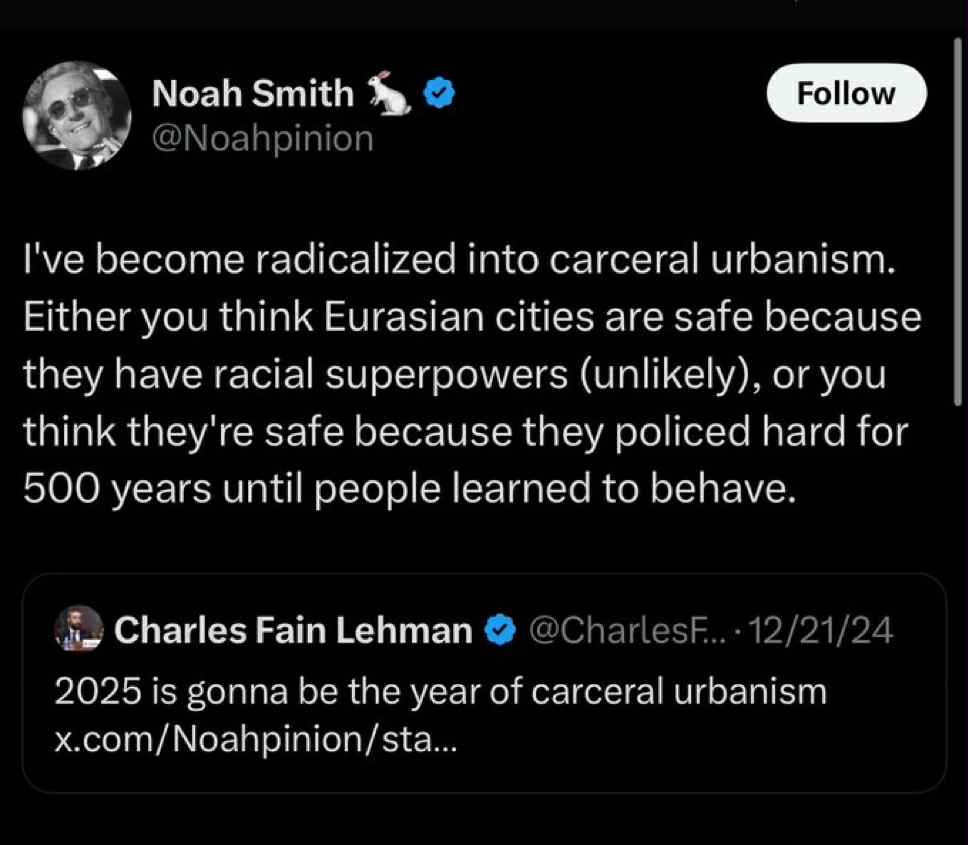 Noah Smith 🐇
Follow
@Noahpinion
I've become radicalized into carceral urbanism.
Either you think Eurasian cities are safe because
they have racial superpowers (unlikely), or you
think they're safe because they policed hard for
500 years until people learned to behave.
Charles Fain Lehman @CharlesF... · 12/21/24
2025 is gonna be the year of carceral urbanism
x.com/Noahpinion/sta...